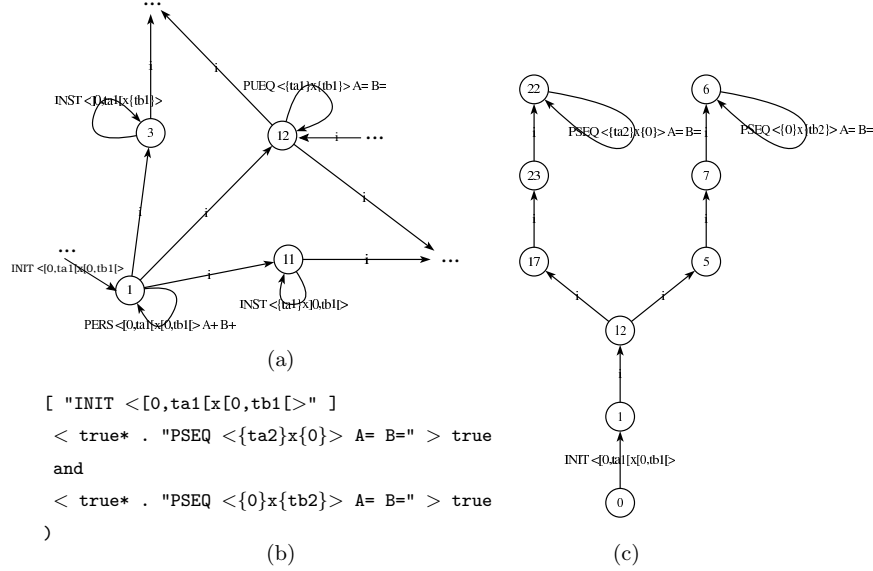 ...
i
i
INST <]0,ta1[x{tb1}>
3
PUEQ <{ta1}x{tb1}> A= B=
12
i
...
i
i
...
INIT <[0,ta1[x[0,tb1[>
1
i
11
i
...
INST <{ta1}x]0,tb1[>
PERS <[0,ta1[x[0,tb1[> A+ B+
(a)
[ "INIT <[0,ta1[x[0,tb1[>" ]
< true* . "PSEQ <{ta2}x{0}> A= B=" > true
and
< true* . "PSEQ <{0}x{tb2}> A= B=" > true
)
(b)
22
6
PSEQ <{ta2}x{0}> A= B=
PSEQ <{0}x{tb2}> A= B=
i
i
23
7
i
i
17
5
i
i
12
i
1
INIT <[0,ta1[x[0,tb1[>
0
(c)